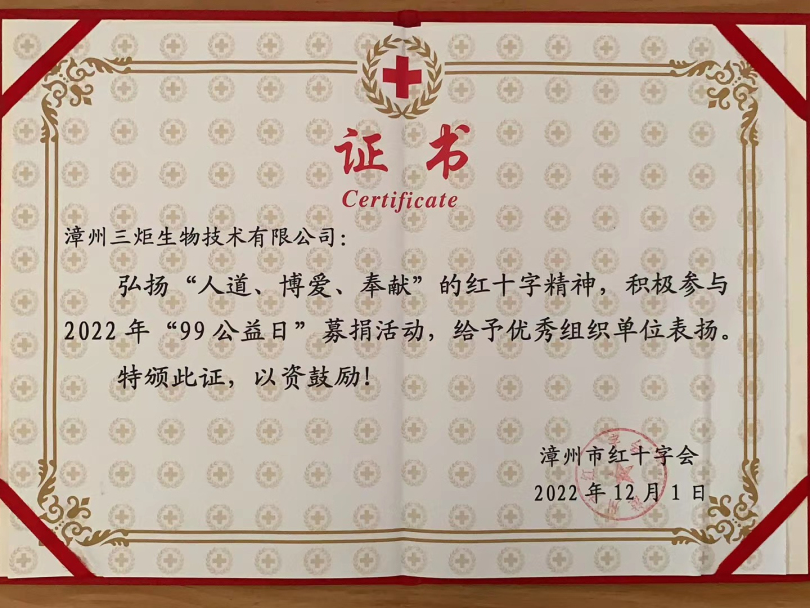 证书
Certificate
漳州三炬生物技术有限公司：
弘扬“人道、博爱、奉献”的红十字精神，积极参与
2022年“99公益日”募捐活动，给予优秀组织单位表扬。
特颁此证，以资鼓励！
漳州市红十字会
2022年12月1日